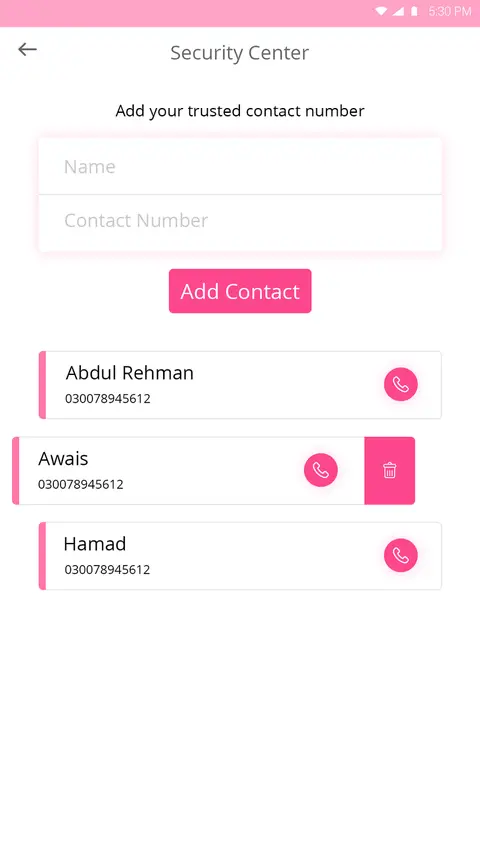 5:30 PM
Security Center
Add your trusted contact number
Name
Contact Number
Add Contact
Abdul Rehman
030078945612
Awais
030078945612
Hamad
030078945612